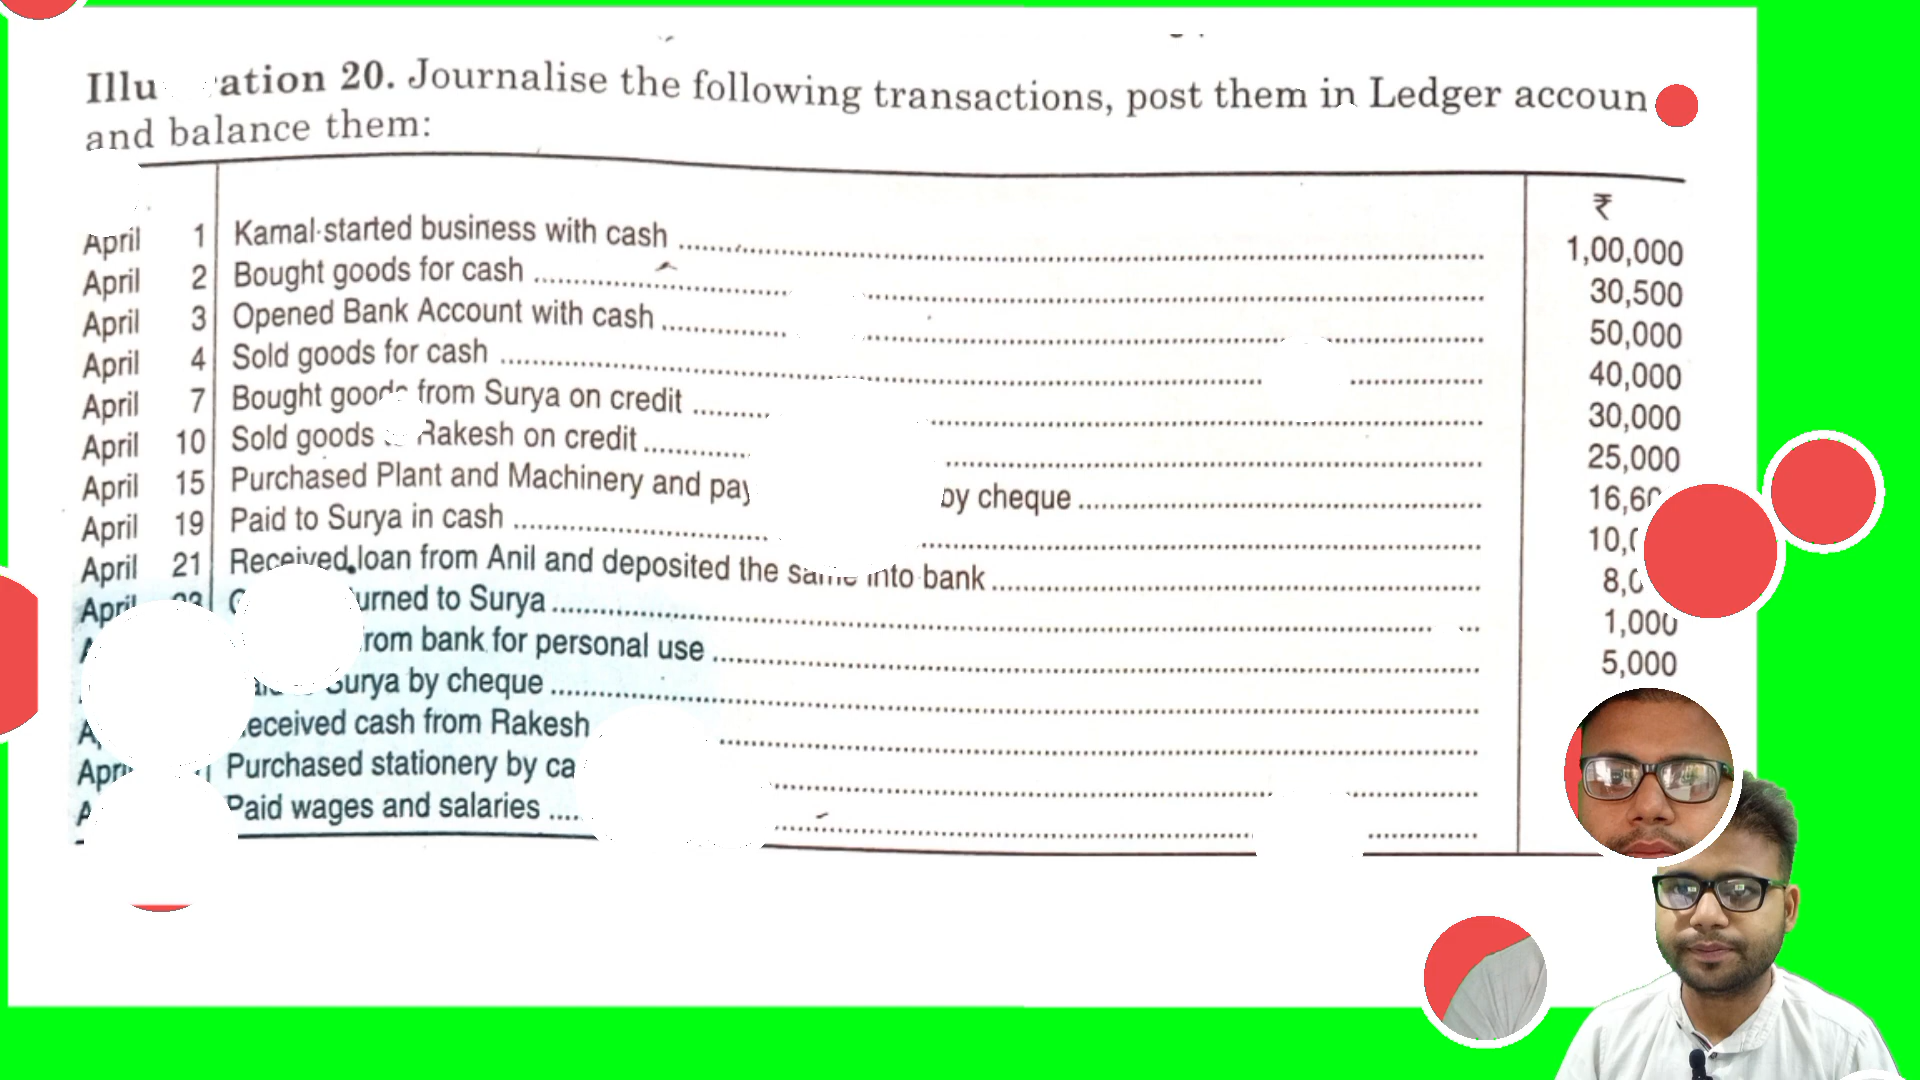 Illu ation 20. Journalise the following transactions, post them in Ledger accoun
and balance them:
₹
April 1 Kamal started business with cash 1,00,000
April 2 Bought goods for cash 30,500
April 3 Opened Bank Account with cash 50,000
April 4 Sold goods for cash 40,000
April 7 Bought goods from Surya on credit 30,000
April 10 Sold goods Rakesh on credit 25,000
April 15 Purchased Plant and Machinery and by cheque
April 19 Paid to Surya in cash
April 21 Received loan from Anil and deposited the same into bank
April urned to Surya 1,000
rom bank for personal use 5,000
Surya by cheque
eceived cash from Rakesh
Purchased stationery by ca
Paid wages and salaries